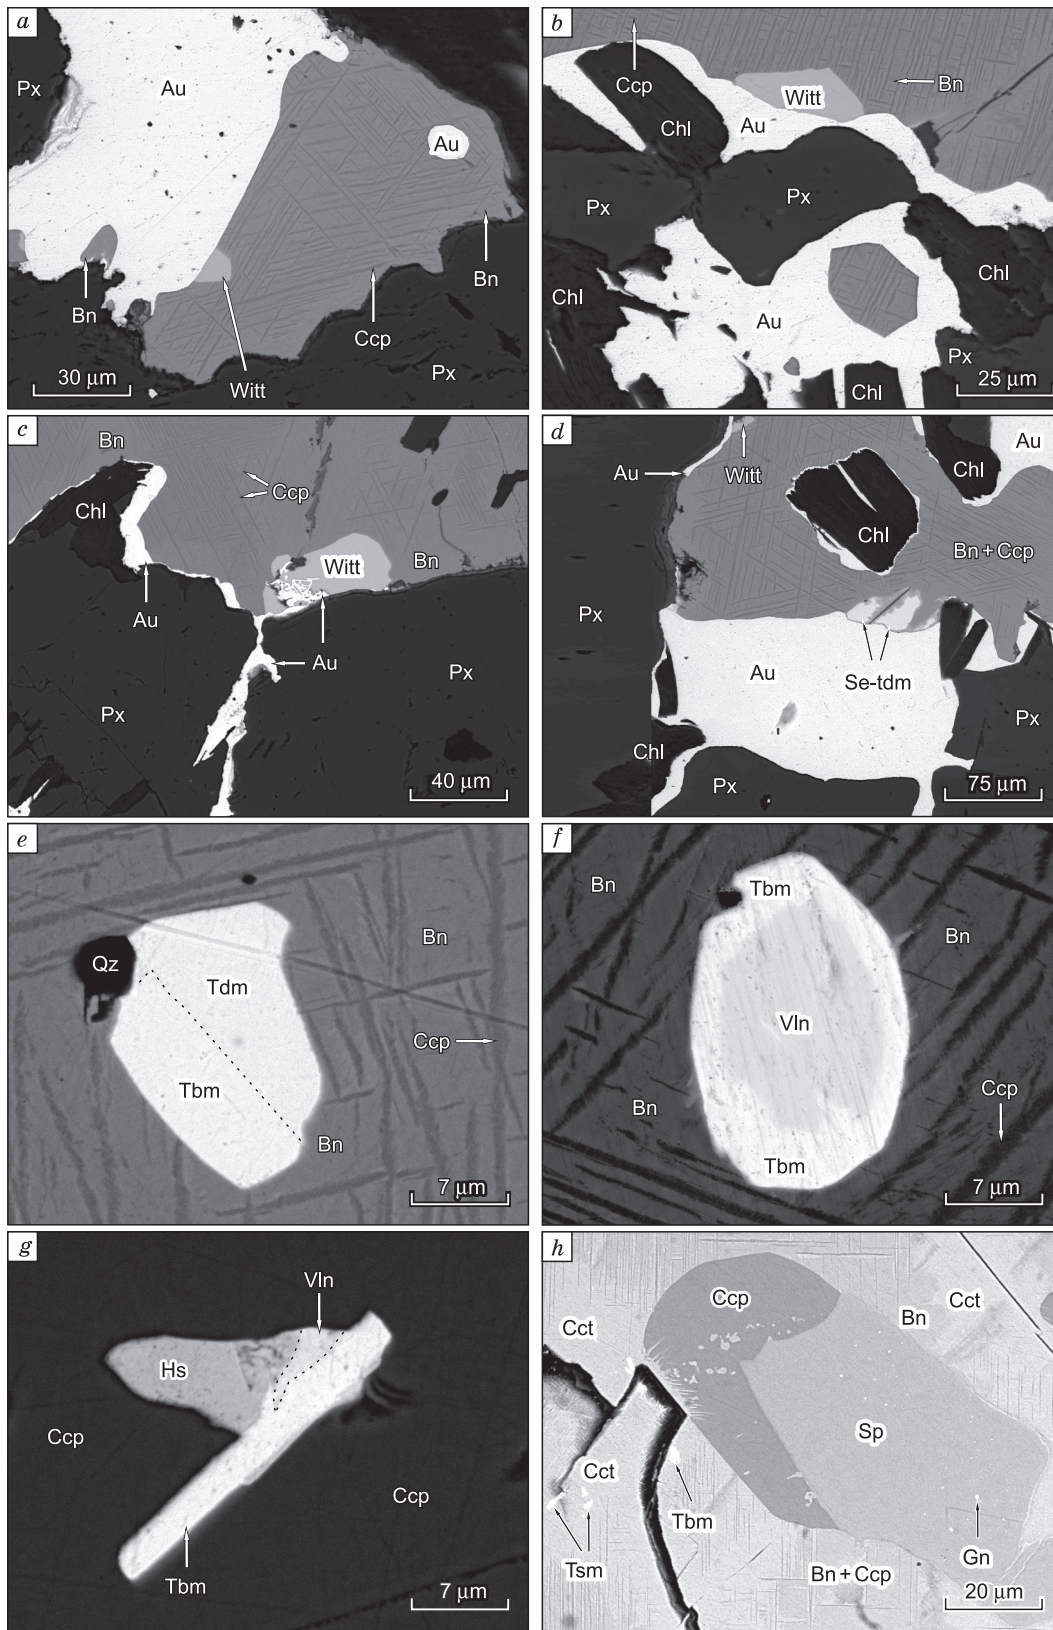 a
Px
Au
Au
Bn
Bn
Ccp
Witt
Px
30 μm
b
Ccp
Witt
Bn
Chl
Au
Px
Px
Chl
Chl
Au
Px
Chl
25 μm
c
Bn
Ccp
Chl
Witt
Bn
Au
Au
Px
Px
40 μm
d
Au
Witt
Au
Chl
Chl
Bn + Ccp
Px
Au
Se-tdm
Px
Chl
Px
75 μm
e
Bn
Qz
Tdm
Ccp
Tbm
Bn
7 μm
f
Bn
Tbm
Bn
Vln
Ccp
Bn
Tbm
7 μm
g
Vln
Hs
Ccp
Ccp
Tbm
7 μm
h
Ccp
Cct
Bn
Cct
Sp
Cct
Tbm
Tsm
Gn
Bn + Ccp
20 μm